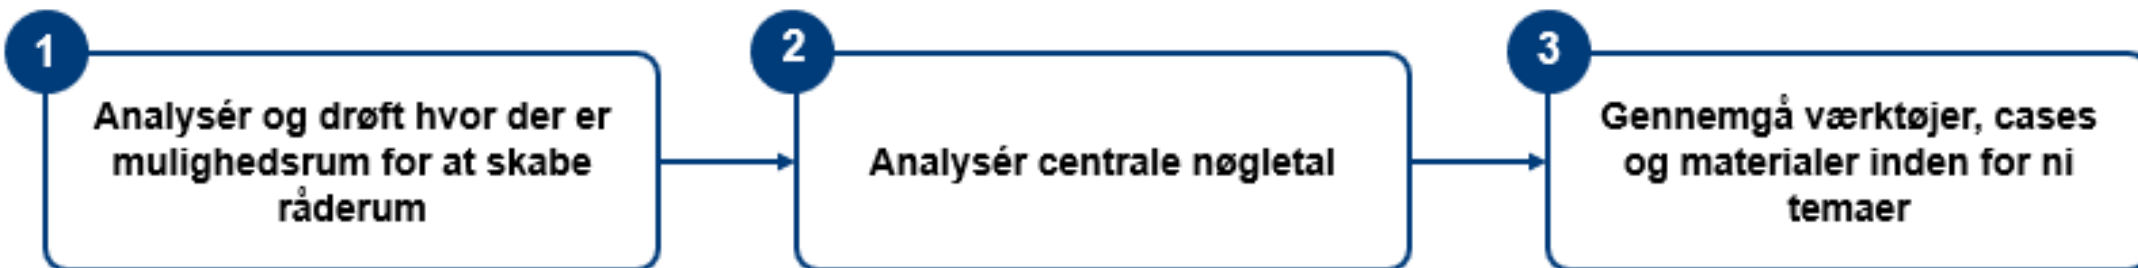 1
Analysér og drøft hvor der er
mulighedsrum for at skabe
råderum
2
Analysér centrale nøgletal
3
Gennemgå værktøjer, cases
og materialer inden for ni
temaer